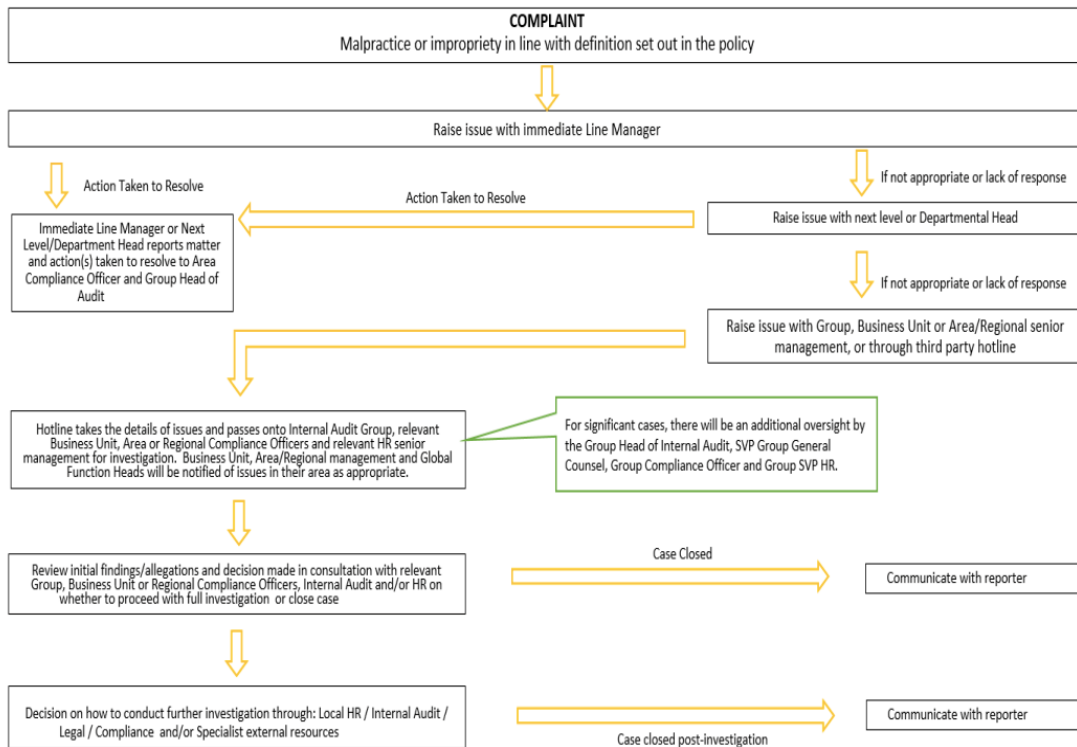 COMPLAINT
Malpractice or impropriety in line with definition set out in the policy
Raise issue with immediate Line Manager
Action Taken to Resolve
If not appropriate or lack of response
Action Taken to Resolve
Raise issue with next level or Departmental Head
Immediate Line Manager or Next
Level/Department Head reports matter
and action(s) taken to resolve to Area
Compliance Officer and Group Head of
Audit
If not appropriate or lack of response
Raise issue with Group, Business Unit or Area/Regional senior
management, or through third party hotline
Hotline takes the details of issues and passes onto Internal Audit Group, relevant
Business Unit, Area or Regional Compliance Officers and relevant HR senior
management for investigation. Business Unit, Area/Regional management and Global
Function Heads will be notified of issues in their area as appropriate.
For significant cases, there will be an additional oversight by
the Group Head of Internal Audit, SVP Group General
Counsel, Group Compliance Officer and Group SVP HR.
Review initial findings/allegations and decision made in consultation with relevant
Group, Business Unit or Regional Compliance Officers, Internal Audit and/or HR on
whether to proceed with full investigation or close case
Case Closed
Communicate with reporter
Decision on how to conduct further investigation through: Local HR / Internal Audit /
Legal / Compliance and/or Specialist external resources
Case closed post-investigation
Communicate with reporter